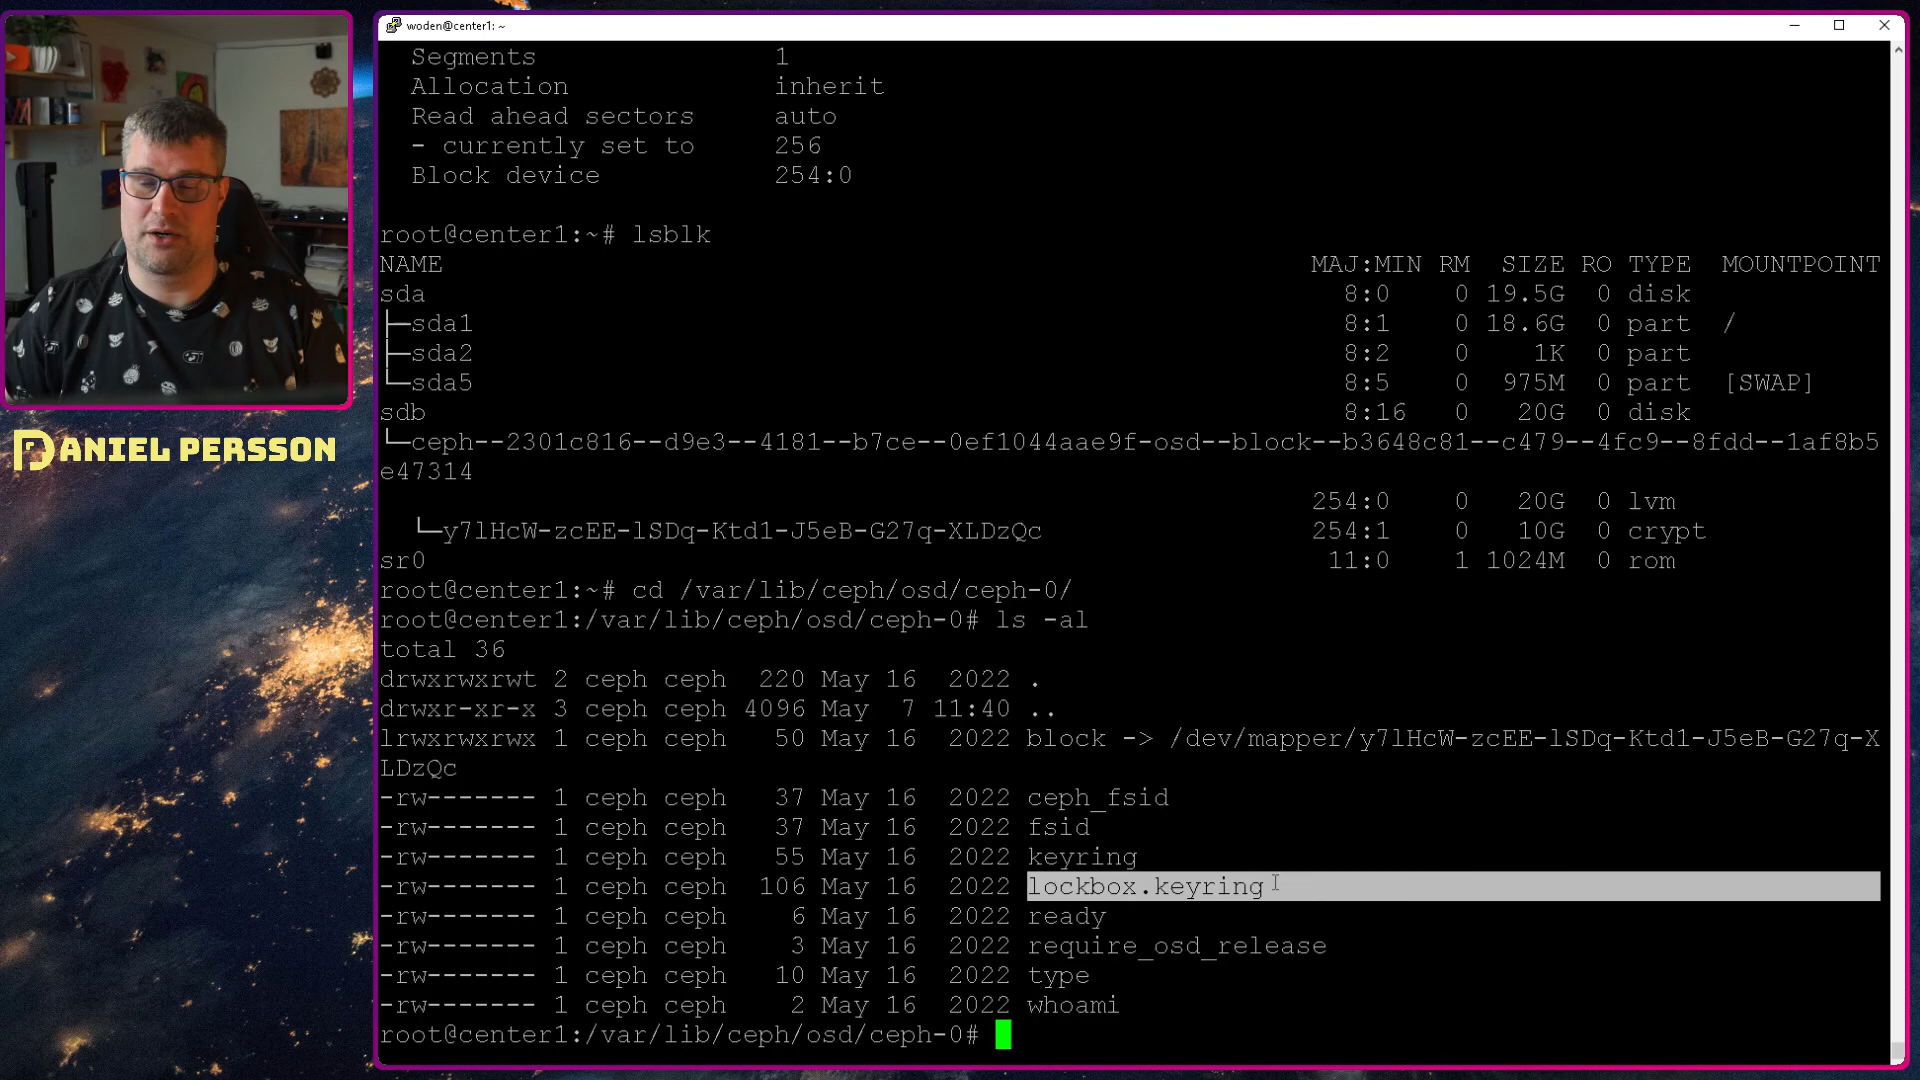 woden@center1: ~
Segments 1
Allocation inherit
Read ahead sectors auto
- currently set to 256
Block device 254:0
root@center1:~# lsblk
NAME MAJ:MIN RM SIZE RO TYPE MOUNTPOINT
sda 8:0 0 19.5G 0 disk
├─sda1 8:1 0 18.6G 0 part /
├─sda2 8:2 0 1K 0 part
└─sda5 8:5 0 975M 0 part [SWAP]
sdb 8:16 0 20G 0 disk
└─ceph--2301c816--d9e3--4181--b7ce--0ef1044aae9f-osd--block--b3648c81--c479--4fc9--8fdd--1af8b5
e47314
254:0 0 20G 0 lvm
└─y7lHcW-zcEE-lSDq-Ktd1-J5eB-G27q-XLDzQc 254:1 0 10G 0 crypt
sr0 11:0 1 1024M 0 rom
root@center1:~# cd /var/lib/ceph/osd/ceph-0/
root@center1:/var/lib/ceph/osd/ceph-0# ls -al
total 36
drwxrwxrwt 2 ceph ceph 220 May 16 2022 .
drwxr-xr-x 3 ceph ceph 4096 May 7 11:40 ..
lrwxrwxrwx 1 ceph ceph 50 May 16 2022 block -> /dev/mapper/y7lHcW-zcEE-lSDq-Ktd1-J5eB-G27q-X
LDzQc
-rw------- 1 ceph ceph 37 May 16 2022 ceph_fsid
-rw------- 1 ceph ceph 37 May 16 2022 fsid
-rw------- 1 ceph ceph 55 May 16 2022 keyring
-rw------- 1 ceph ceph 106 May 16 2022 lockbox.keyring
-rw------- 1 ceph ceph 6 May 16 2022 ready
-rw------- 1 ceph ceph 3 May 16 2022 require_osd_release
-rw------- 1 ceph ceph 10 May 16 2022 type
-rw------- 1 ceph ceph 2 May 16 2022 whoami
root@center1:/var/lib/ceph/osd/ceph-0#
DANIEL PERSSON